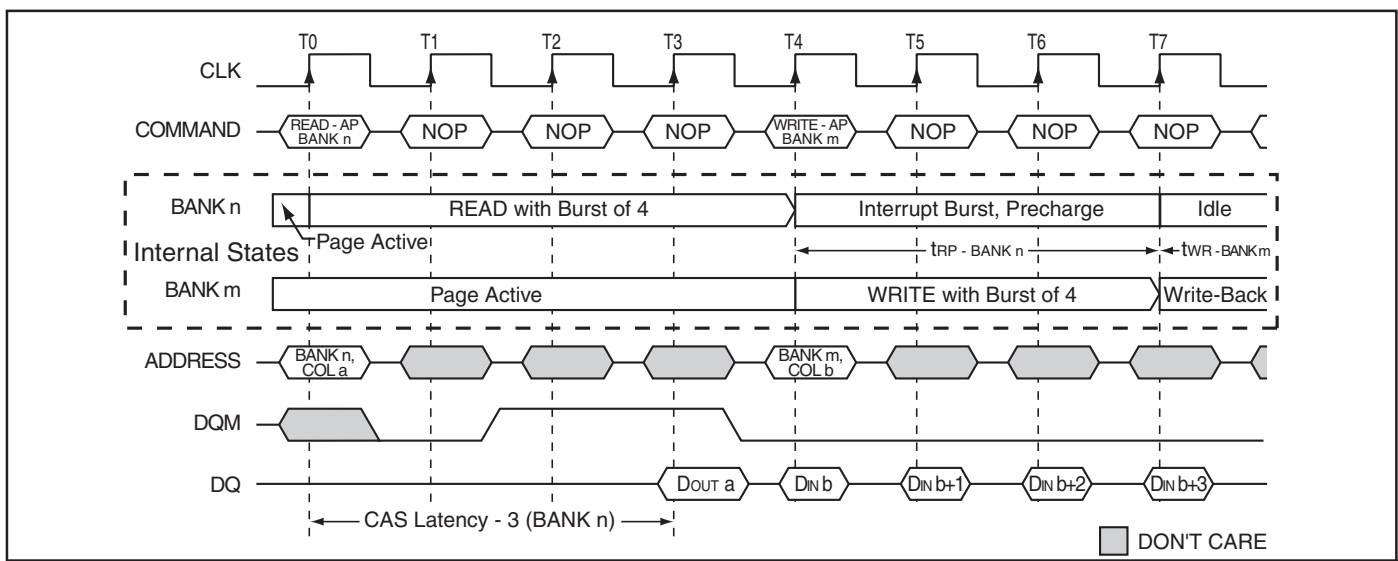 T0 T1 T2 T3 T4 T5 T6 T7
CLK
COMMAND READ - AP BANK n NOP NOP NOP WRITE - AP BANK m NOP NOP NOP
BANK n READ with Burst of 4 Interrupt Burst, Precharge Idle
Internal States Page Active tRP - BANK n tWR - BANK m
BANK m Page Active WRITE with Burst of 4 Write-Back
ADDRESS BANK n, COL a BANK m, COL b
DQM
DQ DOUT a DIN b DIN b+1 DIN b+2 DIN b+3
CAS Latency - 3 (BANK n)
DON'T CARE